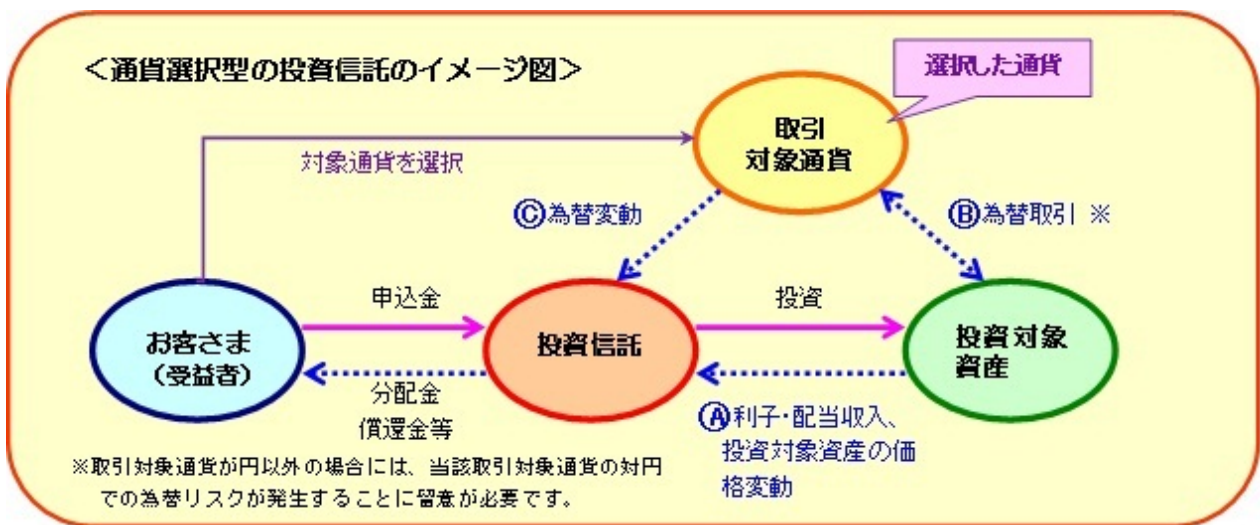 ＜通貨選択型の投資信託のイメージ図＞
選択した通貨
取引
対象通貨
対象通貨を選択
Ⓒ為替変動
Ⓑ為替取引 ※
申込金
投資
お客さま
（受益者）
投資信託
投資対象
資産
分配金
償還金等
Ⓐ利子・配当収入、
投資対象資産の価
格変動
※取引対象通貨が円以外の場合には、当該取引対象通貨の対円
での為替リスクが発生することに留意が必要です。